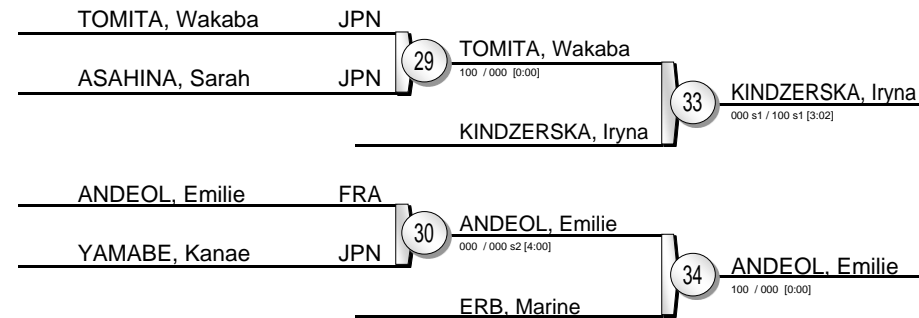 TOMITA, Wakaba JPN
ASAHINA, Sarah JPN
29
TOMITA, Wakaba
100 / 000 [0:00]
KINDZERSKA, Iryna
33
KINDZERSKA, Iryna
000 s1 / 100 s1 [3:02]
ANDEOL, Emilie FRA
YAMABE, Kanae JPN
30
ANDEOL, Emilie
000 / 000 s2 [4:00]
ERB, Marine
34
ANDEOL, Emilie
100 / 000 [0:00]